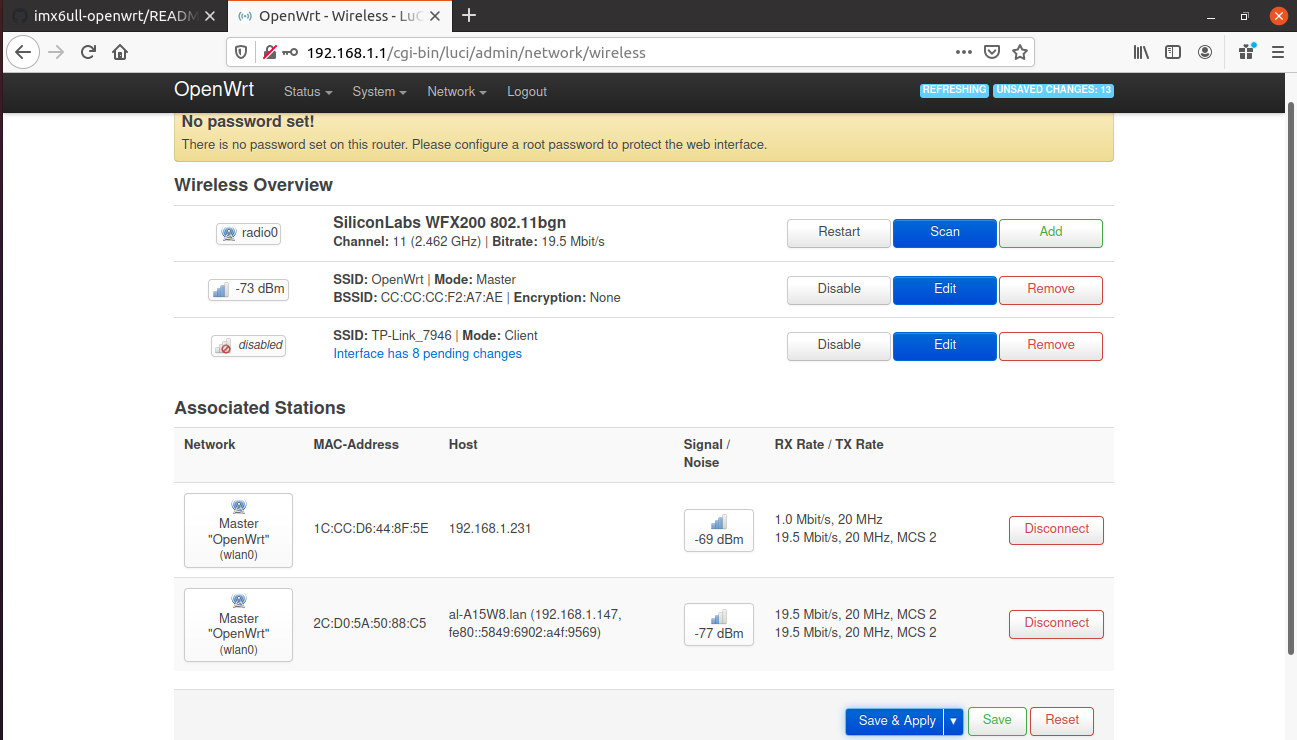 imx6ull-openwrt/READM
OpenWrt - Wireless - LuC
192.168.1.1/cgi-bin/luci/admin/network/wireless
OpenWrt Status System Network Logout REFRESHING UNSAVED CHANGES: 13
No password set!
There is no password set on this router. Please configure a root password to protect the web interface.
Wireless Overview
radio0
SiliconLabs WFX200 802.11bgn
Channel: 11 (2.462 GHz) | Bitrate: 19.5 Mbit/s
Restart Scan Add
-73 dBm
SSID: OpenWrt | Mode: Master
BSSID: CC:CC:CC:F2:A7:AE | Encryption: None
Disable Edit Remove
disabled
SSID: TP-Link_7946 | Mode: Client
Interface has 8 pending changes
Disable Edit Remove
Associated Stations
Network MAC-Address Host Signal / RX Rate / TX Rate
Noise
Master
"OpenWrt"
(wlan0)
1C:CC:D6:44:8F:5E
192.168.1.231
-69 dBm
1.0 Mbit/s, 20 MHz
19.5 Mbit/s, 20 MHz, MCS 2
Disconnect
Master
"OpenWrt"
(wlan0)
2C:D0:5A:50:88:C5
al-A15W8.lan (192.168.1.147,
fe80::5849:6902:a4f:9569)
-77 dBm
19.5 Mbit/s, 20 MHz, MCS 2
19.5 Mbit/s, 20 MHz, MCS 2
Disconnect
Save & Apply Save Reset